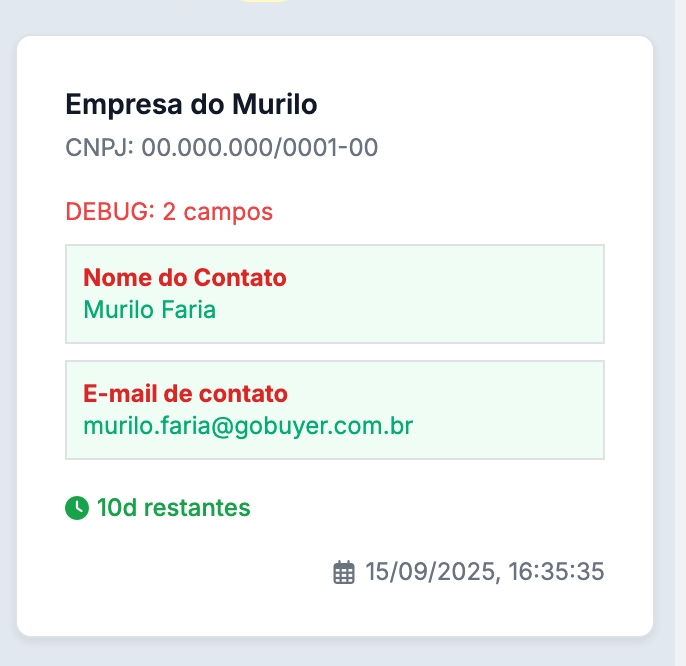 Empresa do Murilo
CNPJ: 00.000.000/0001-00
DEBUG: 2 campos
Nome do Contato
Murilo Faria
E-mail de contato
murilo.faria@gobuyer.com.br
10d restantes
15/09/2025, 16:35:35